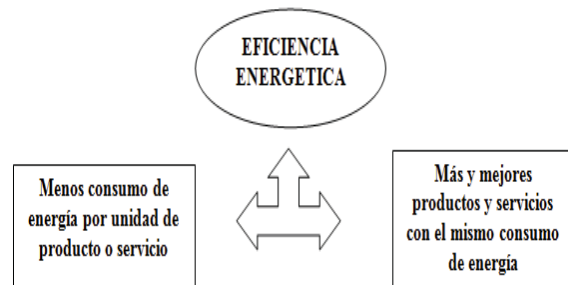 EFICIENCIA
ENERGETICA
Menos consumo de
energía por unidad de
producto o servicio
Más y mejores
productos y servicios
con el mismo consumo
de energía